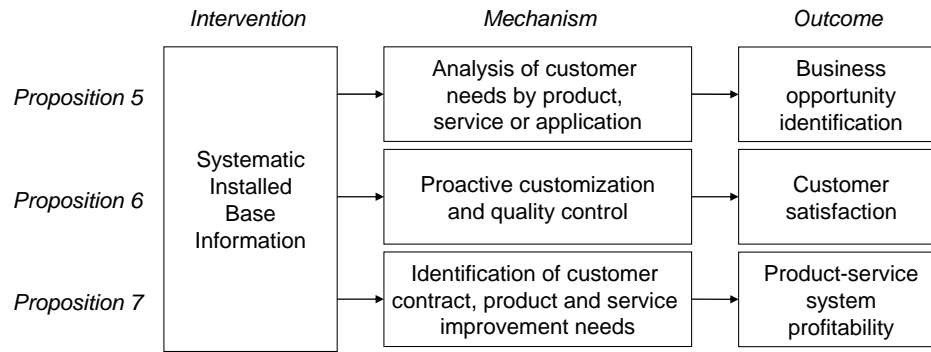 Intervention
Mechanism
Outcome
Proposition 5
Analysis of customer
needs by product,
service or application
Business
opportunity
identification
Systematic
Installed
Base
Information
Proposition 6
Proactive customization
and quality control
Customer
satisfaction
Proposition 7
Identification of customer
contract, product and service
improvement needs
Product-service
system
profitability